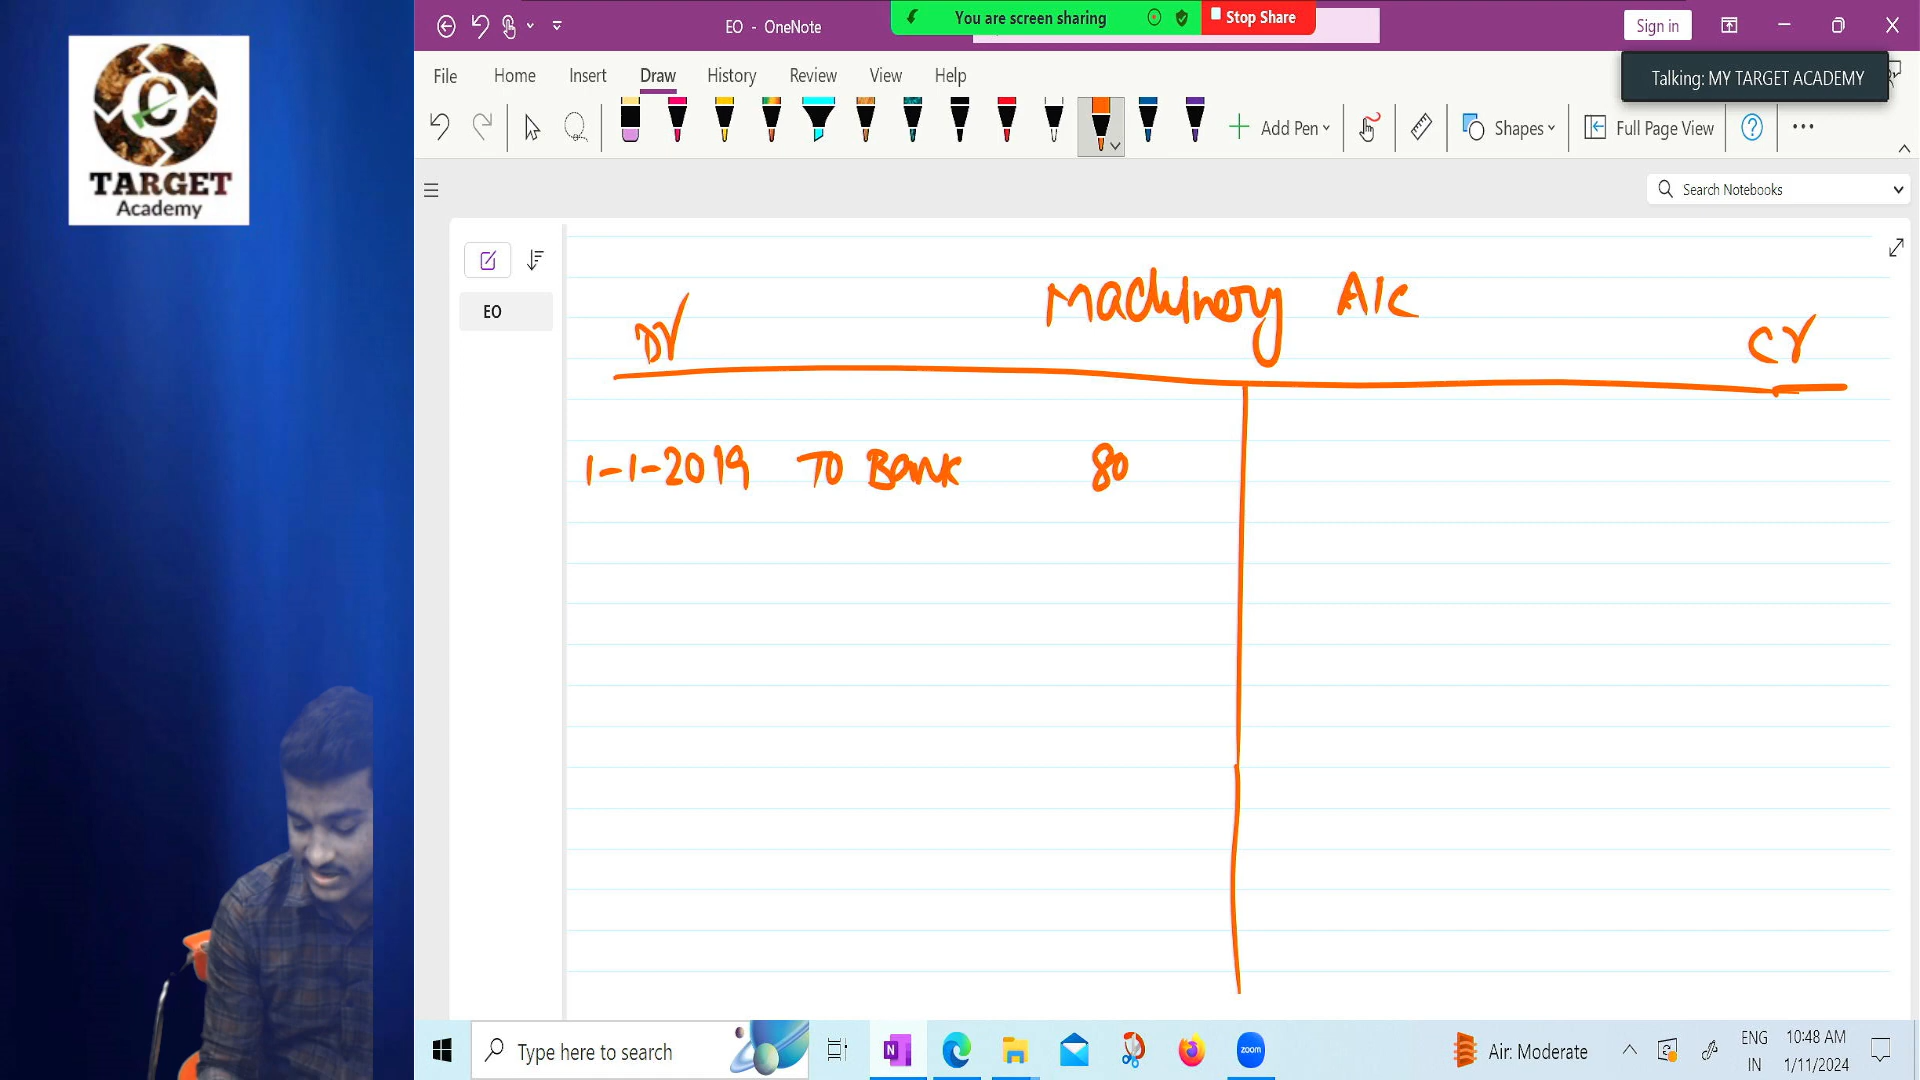 TARGET
Academy
EO - OneNote
You are screen sharing
Stop Share
Sign in
File Home Insert Draw History Review View Help
Talking: MY TARGET ACADEMY
Add Pen
Shapes
Full Page View
Search Notebooks
EO
Machinery A/c
Dr
Cr
1-1-2019 To Bank 80
Type here to search
zoom
Air: Moderate
ENG
IN
10:48 AM
1/11/2024